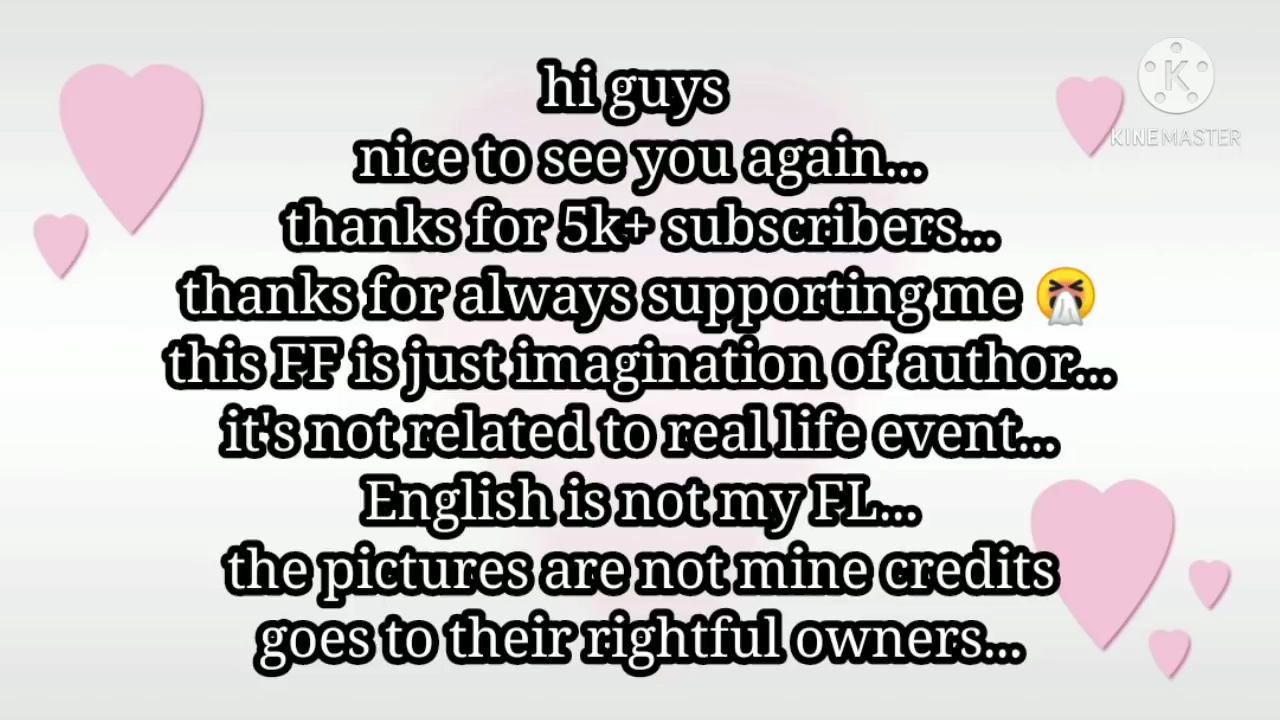 hi guys
nice to see you again...
thanks for 5k+ subscribers...
thanks for always supporting me 🤧
this FF is just imagination of author...
it's not related to real life event...
English is not my FL...
the pictures are not mine credits
goes to their rightful owners...
K
KINEMASTER